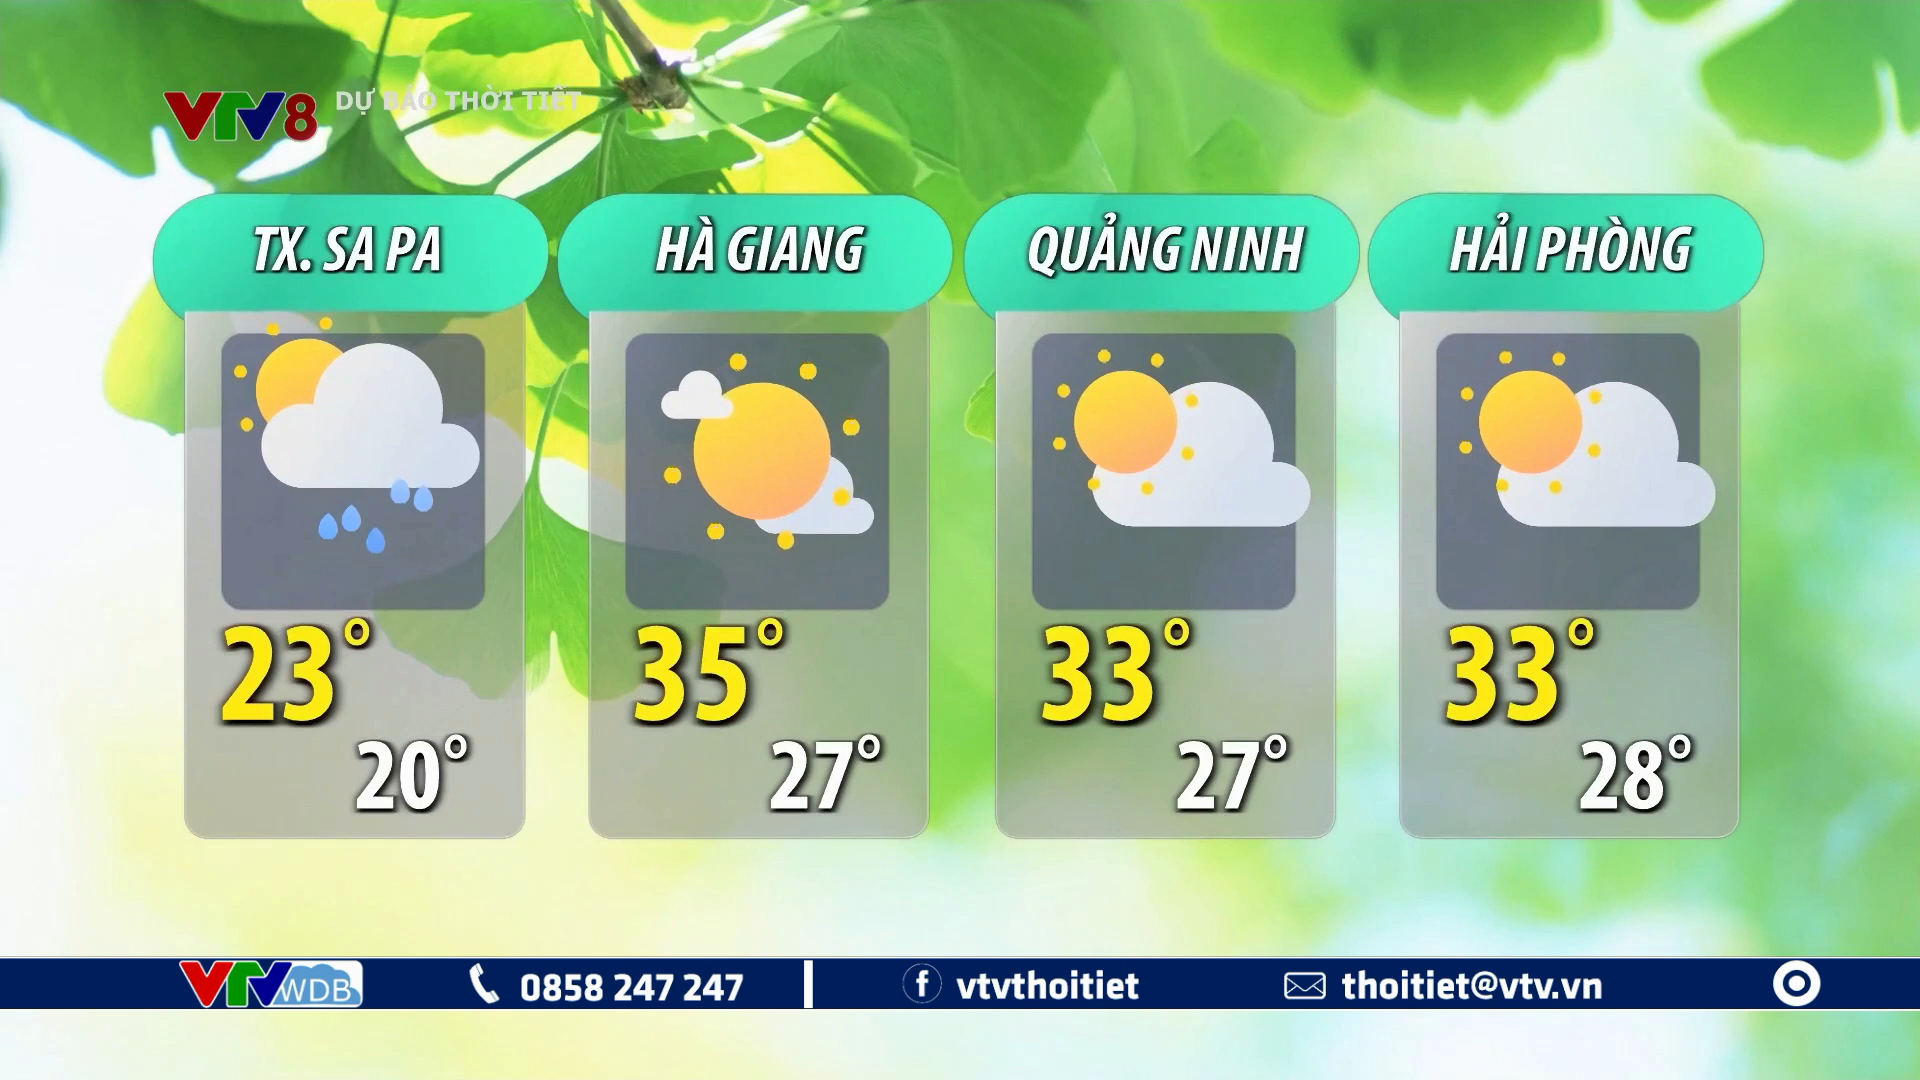 VTV8 DỰ BÁO THỜI TIẾT
TX. SA PA
23°
20°
HÀ GIANG
35°
27°
QUẢNG NINH
33°
27°
HẢI PHÒNG
33°
28°
VTV WDB 0858 247 247 vtvthoitiet thoitiet@vtv.vn